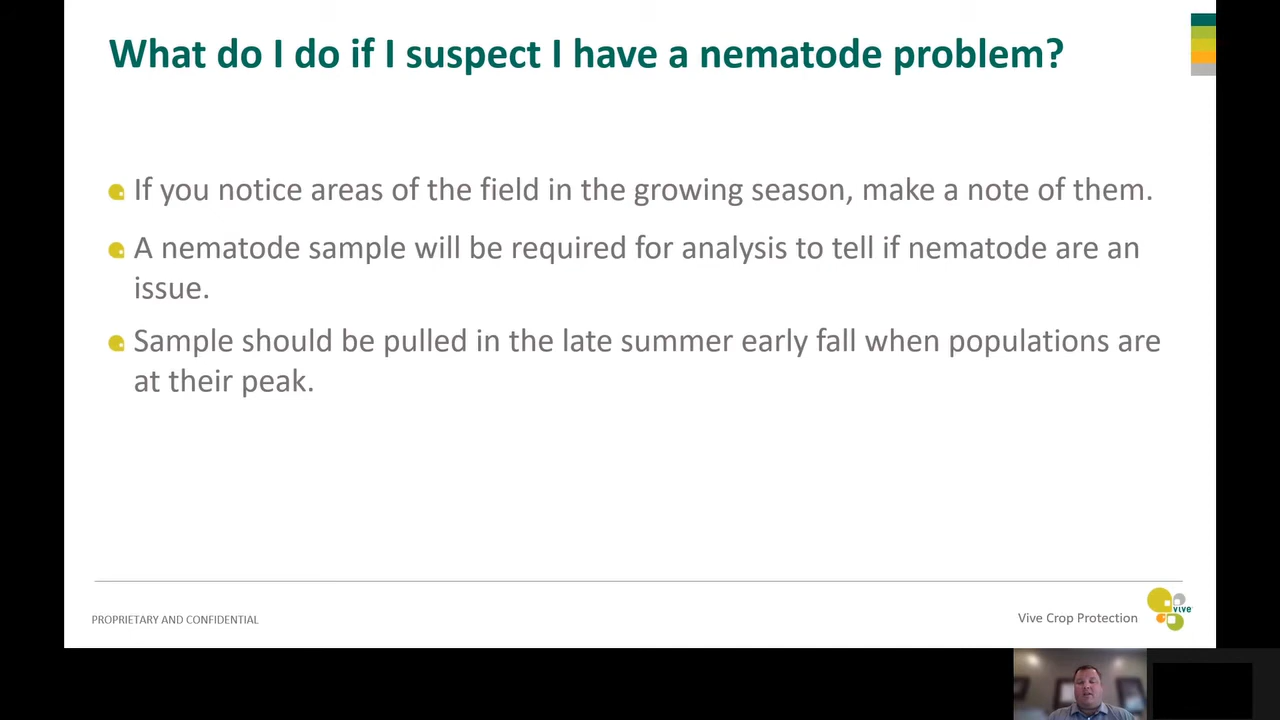 What do I do if I suspect I have a nematode problem?
If you notice areas of the field in the growing season, make a note of them.
A nematode sample will be required for analysis to tell if nematode are an
issue.
Sample should be pulled in the late summer early fall when populations are
at their peak.
PROPRIETARY AND CONFIDENTIAL
Vive Crop Protection
vive